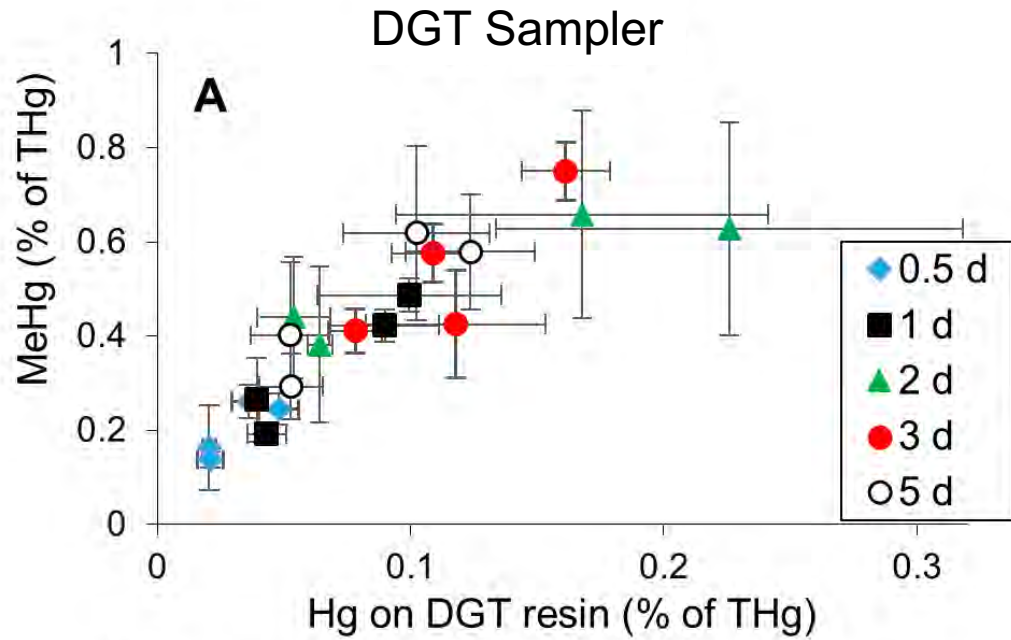 DGT Sampler
A
MeHg (% of THg)
1
0.8
0.6
0.4
0.2
0
0
0.1
0.2
0.3
Hg on DGT resin (% of THg)
0.5 d
1 d
2 d
3 d
5 d